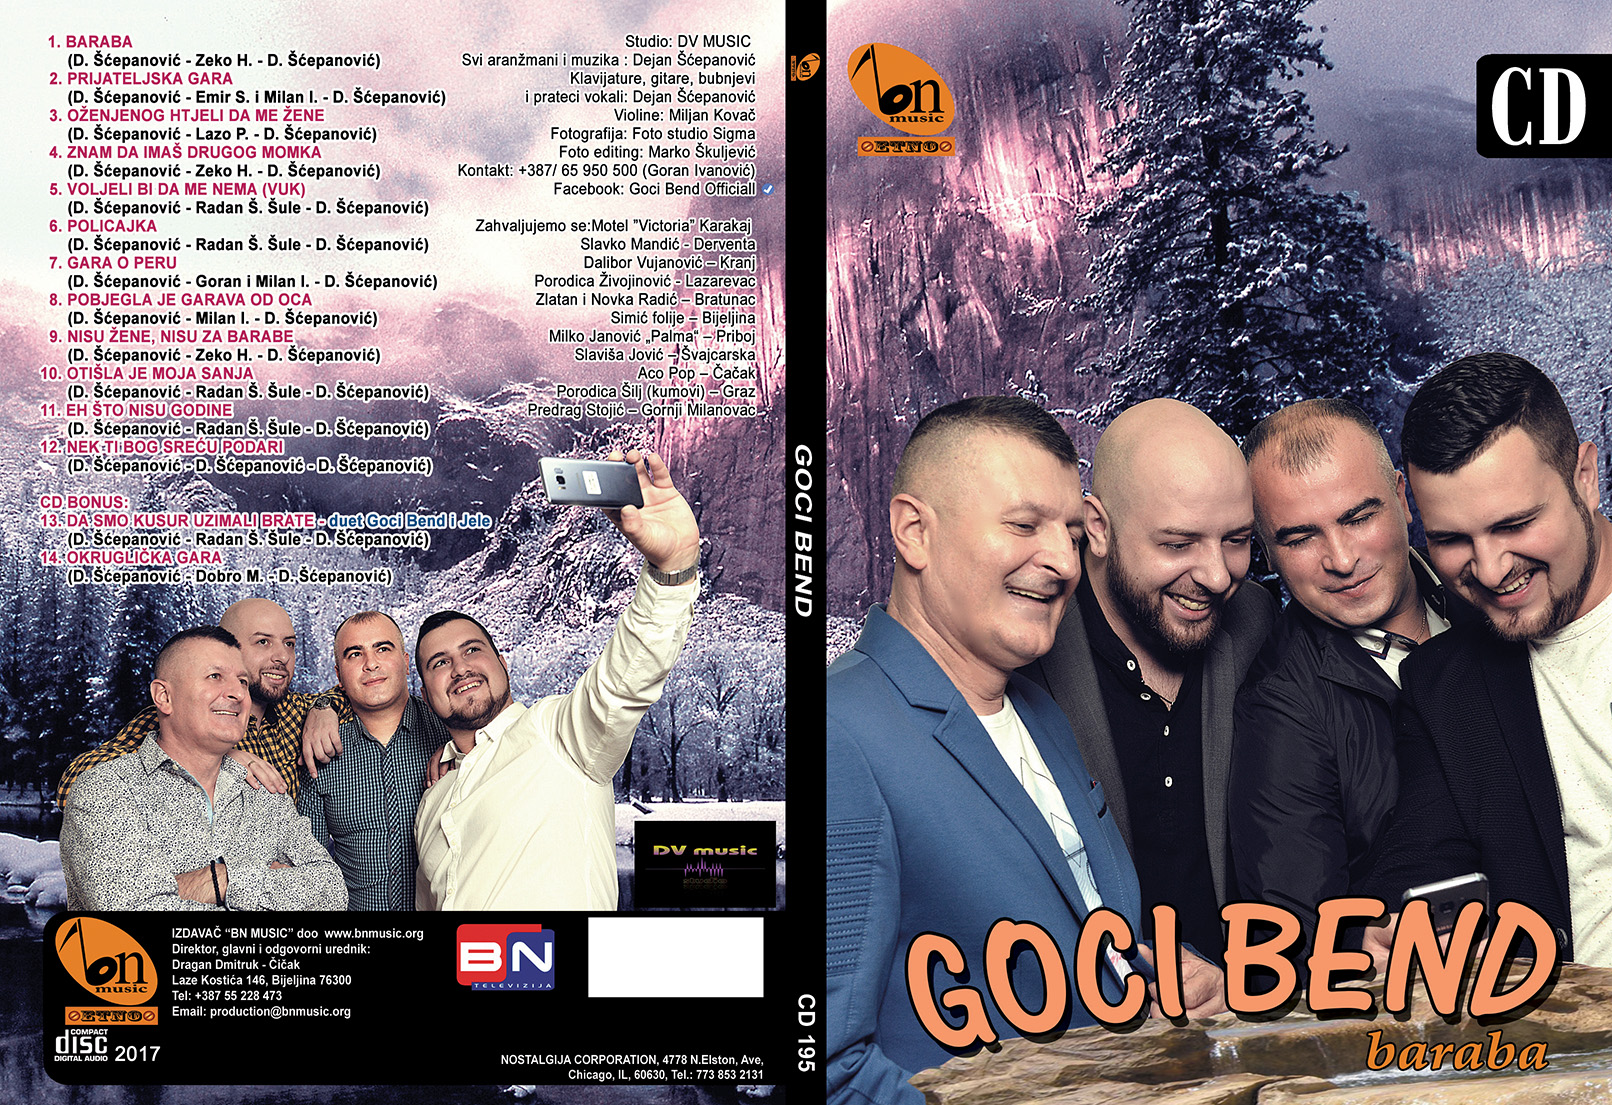 1. BARABA
(D. Šćepanović - Zeko H. - D. Šćepanović)
2. PRIJATELJSKA GARA
(D. Šćepanović - Emir S. i Milan I. - D. Šćepanović)
3. OŽENJENOG HTJELI DA ME ŽENE
(D. Šćepanović - Lazo P. - D. Šćepanović)
4. ZNAM DA IMAŠ DRUGOG MOMKA
(D. Šćepanović - Zeko H. - D. Šćepanović)
5. VOLJELI BI DA ME NEMA (VUK)
(D. Šćepanović - Radan Š. Šule - D. Šćepanović)
6. POLICAJKA
(D. Šćepanović - Radan Š. Šule - D. Šćepanović)
7. GARA O PERU
(D. Šćepanović - Goran i Milan I. - D. Šćepanović)
8. POBJEGLA JE GARAVA OD OCA
(D. Šćepanović - Milan I. - D. Šćepanović)
9. NISU ŽENE, NISU ZA BARABE
(D. Šćepanović - Zeko H. - D. Šćepanović)
10. OTIŠLA JE MOJA SANJA
(D. Šćepanović - Radan Š. Šule - D. Šćepanović)
11. EH ŠTO NISU GODINE
(D. Šćepanović - Radan Š. Šule - D. Šćepanović)
12. NEK TI BOG SREĆU PODARI
(D. Šćepanović - D. Šćepanović - D. Šćepanović)
CD BONUS:
13. DA SMO KUSUR UZIMALI BRATE - duet Goci Bend i Jele
(D. Šćepanović - Radan Š. Šule - D. Sćepanović)
14. OKRUGLIČKA GARA
(D. Šćepanović - Dobro M. - D. Šćepanović)
Studio: DV MUSIC
Svi aranžmani i muzika : Dejan Šćepanović
Klavijature, gitare, bubnjevi
i prateci vokali: Dejan Šćepanović
Violine: Miljan Kovač
Fotografija: Foto studio Sigma
Foto editing: Marko Škuljević
Kontakt: +387/ 65 950 500 (Goran Ivanović)
Facebook: Goci Bend Officiall
Zahvaljujemo se:Motel ”Victoria” Karakaj
Slavko Mandić - Derventa
Dalibor Vujanović – Kranj
Porodica Živojinović - Lazarevac
Zlatan i Novka Radić – Bratunac
Simić folije – Bijeljina
Milko Janović „Palma“ – Priboj
Slaviša Jović – Švajcarska
Aco Pop – Čačak
Porodica Šilj (kumovi) – Graz
Predrag Stojić – Gornji Milanovac
DV music
bn
music
ETNO
IZDAVAČ “BN MUSIC” doo www.bnmusic.org
Direktor, glavni i odgovorni urednik:
Dragan Dmitruk - Čičak
Laze Kostića 146, Bijeljina 76300
Tel: +387 55 228 473
Email: production@bnmusic.org
BN
TELEVIZIJA
COMPACT
disc
DIGITAL AUDIO
2017
NOSTALGIJA CORPORATION, 4778 N.Elston, Ave,
Chicago, IL, 60630, Tel.: 773 853 2131
bn
GOCI BEND
CD 195
bn
music
ETNO
CD
GOCI BEND
baraba